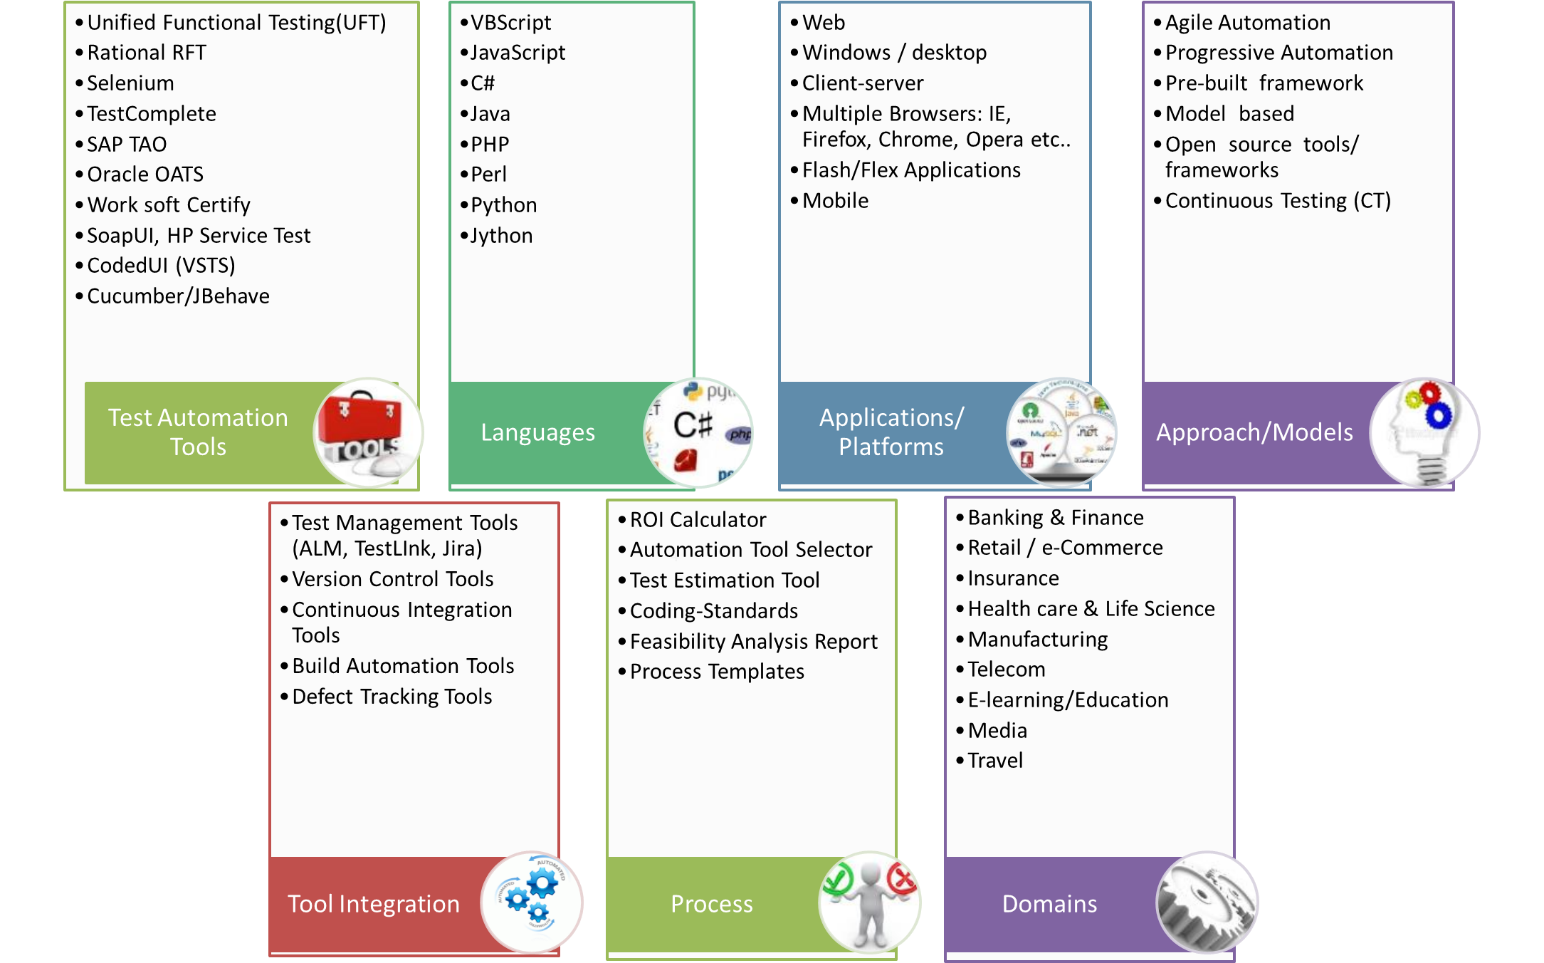 •Unified Functional Testing(UFT)
•Rational RFT
•Selenium
•TestComplete
•SAP TAO
•Oracle OATS
•Work soft Certify
•SoapUI, HP Service Test
•CodedUI (VSTS)
•Cucumber/JBehave
Test Automation
Tools
TOOLS
•VBScript
•JavaScript
•C#
•Java
•PHP
•Perl
•Python
•Jython
Languages
C#
php
•Web
•Windows / desktop
•Client-server
•Multiple Browsers: IE,
Firefox, Chrome, Opera etc..
•Flash/Flex Applications
•Mobile
Applications/
Platforms
MySQL
.net
•Agile Automation
•Progressive Automation
•Pre-built framework
•Model based
•Open source tools/
frameworks
•Continuous Testing (CT)
Approach/Models
•Test Management Tools
(ALM, TestLInk, Jira)
•Version Control Tools
•Continuous Integration
Tools
•Build Automation Tools
•Defect Tracking Tools
Tool Integration
AUTOMATED
•ROI Calculator
•Automation Tool Selector
•Test Estimation Tool
•Coding-Standards
•Feasibility Analysis Report
•Process Templates
Process
•Banking & Finance
•Retail / e-Commerce
•Insurance
•Health care & Life Science
•Manufacturing
•Telecom
•E-learning/Education
•Media
•Travel
Domains